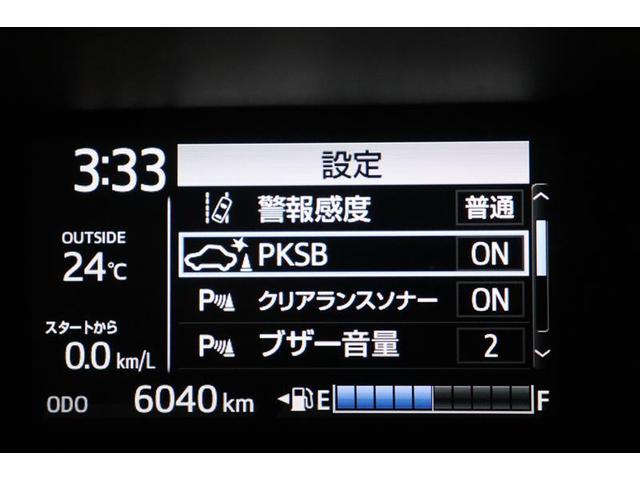 3:33
設定
警報感度 普通
OUTSIDE
24℃
PKSB ON
P クリアランスソナー ON
スタートから
0.0 km/L
P ブザー音量 2
ODO 6040 km E F